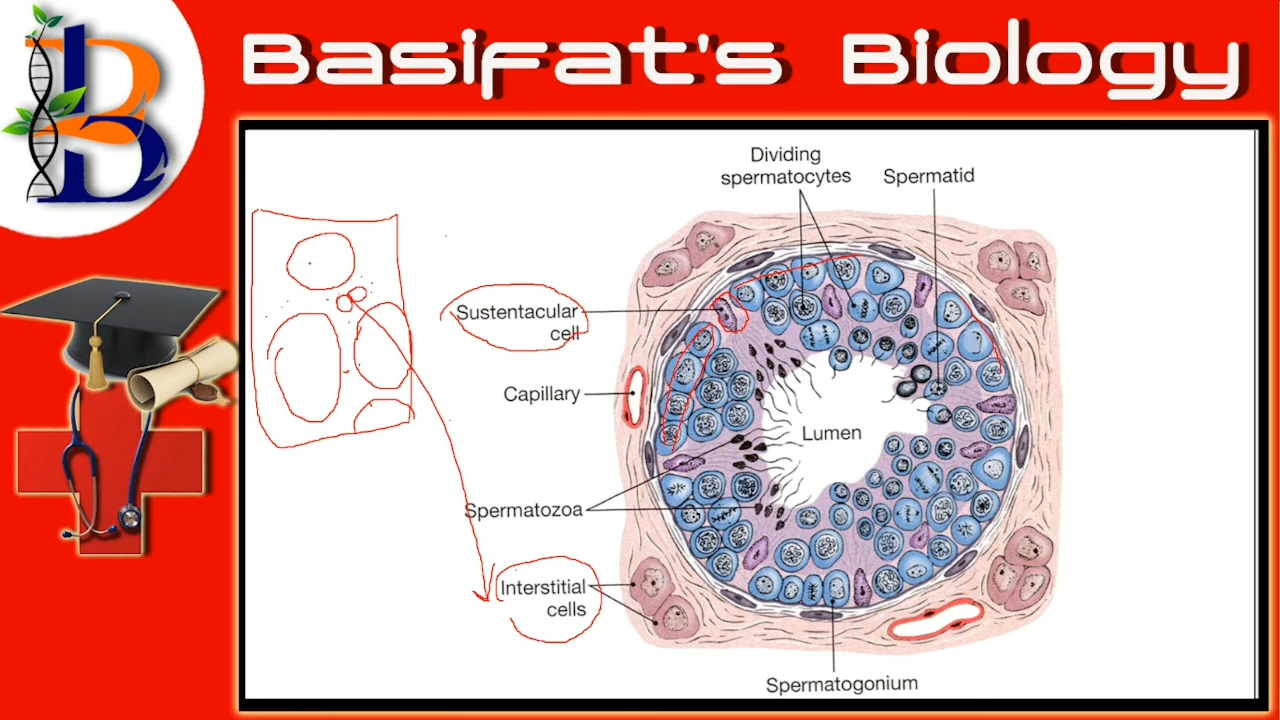 Basifat's Biology
B
Dividing
spermatocytes
Spermatid
Sustentacular
cell
Capillary
Lumen
Spermatozoa
Interstitial
cells
Spermatogonium